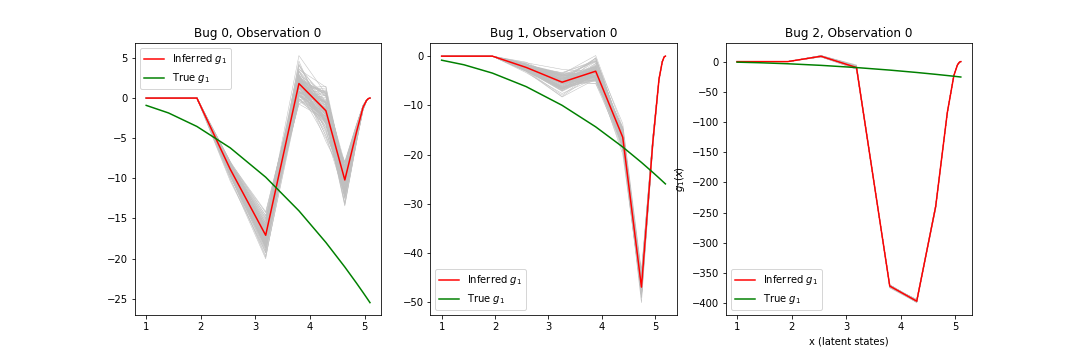 Bug 0, Observation 0
Inferred g₁
True g₁
5
0
−5
−10
−15
−20
−25
1 2 3 4 5
Bug 1, Observation 0
0
−10
−20
−30
−40
−50
Inferred g₁
True g₁
1 2 3 4 5
Bug 2, Observation 0
g₁(x)
0
−50
−100
−150
−200
−250
−300
−350
−400
Inferred g₁
True g₁
1 2 3 4 5
x (latent states)